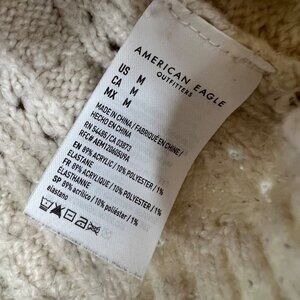 AMERICAN EAGLE
OUTFITTERS
US M
CA M
MX M
MADE IN CHINA / FABRIQUÉ EN CHINE /
HECHO EN CHINA
RN 54485 / CA 03873
EN 89% ACRYLIC / 10% POLYESTER / 1%
ELASTANE
FR 89% ACRYLIQUE / 10% POLYESTER / 1%
ÉLASTHANNE
SP 89% acrílico / 10% poliéster / 1%
elastano